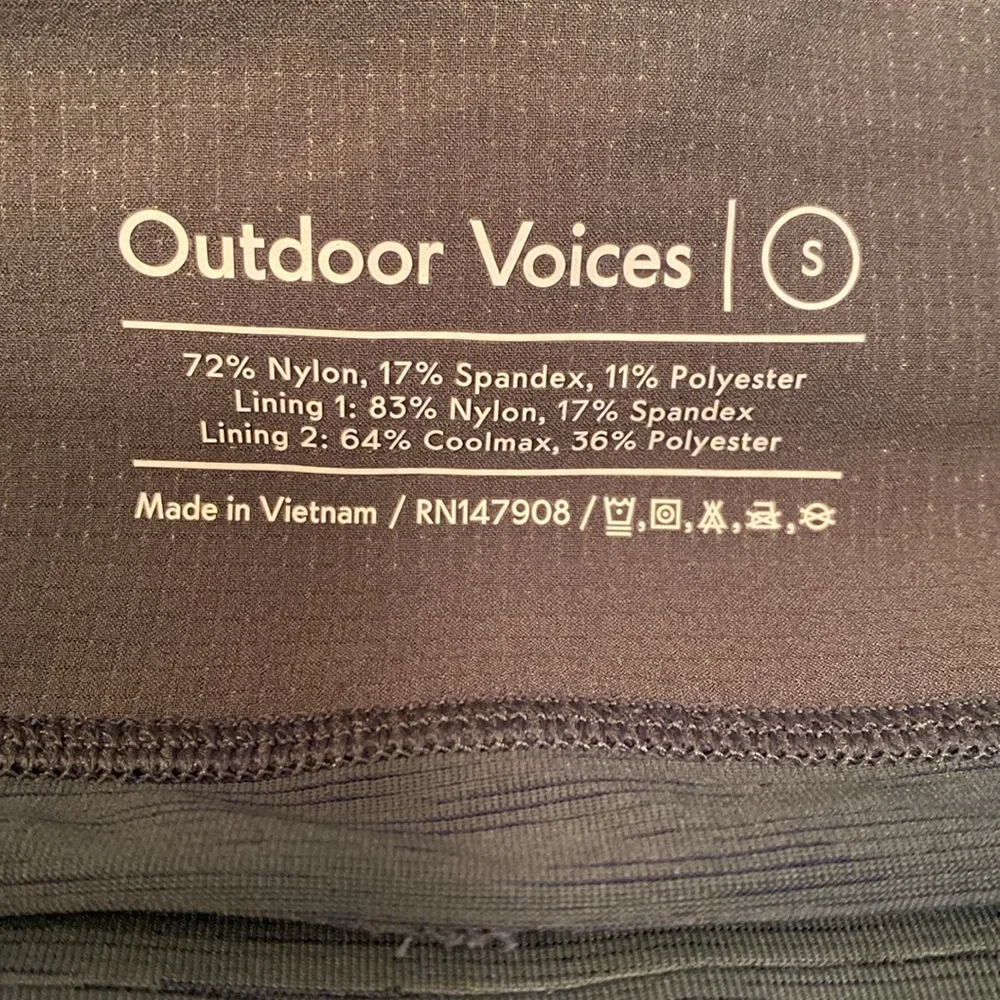 Outdoor Voices | S
72% Nylon, 17% Spandex, 11% Polyester
Lining 1: 83% Nylon, 17% Spandex
Lining 2: 64% Coolmax, 36% Polyester
Made in Vietnam / RN147908 /